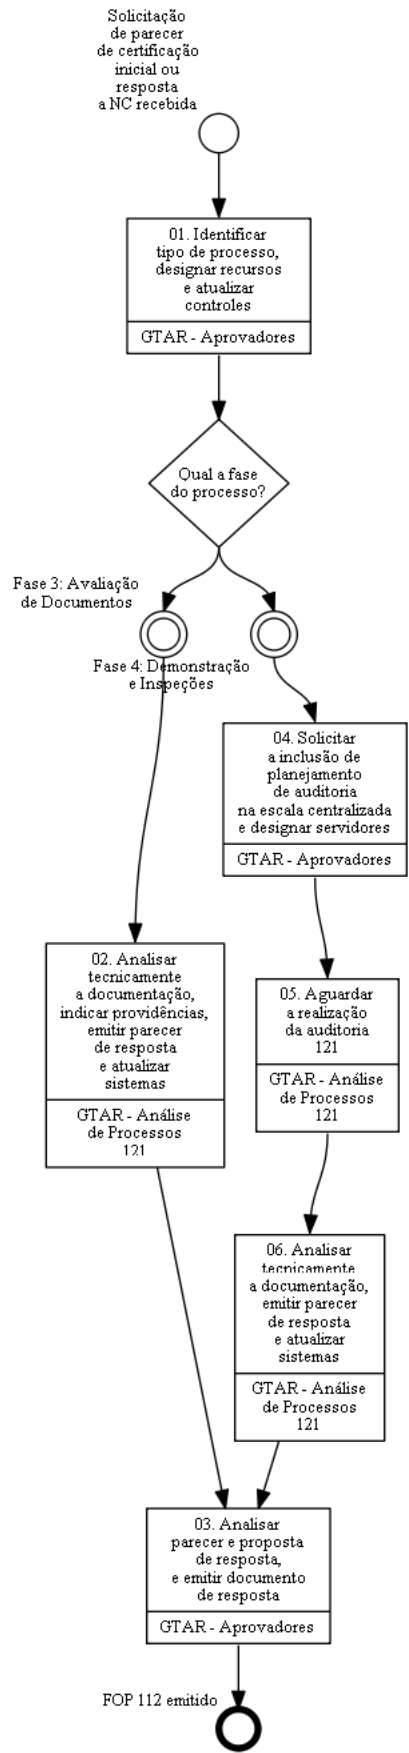 Solicitação
de parecer
de certificação
inicial ou
resposta
a NC recebida
01. Identificar
tipo de processo,
designar recursos
e atualizar
controles
GTAR - Aprovadores
Qual a fase
do processo?
Fase 3: Avaliação
de Documentos
Fase 4: Demonstração
e Inspeções
04. Solicitar
a inclusão de
planejamento
de auditoria
na escala centralizada
e designar servidores
GTAR - Aprovadores
02. Analisar
tecnicamente
a documentação,
indicar providências,
emitir parecer
de resposta
e atualizar
sistemas
GTAR - Análise
de Processos
121
05. Aguardar
a realização
da auditoria
121
GTAR - Análise
de Processos
121
06. Analisar
tecnicamente
a documentação,
emitir parecer
de resposta
e atualizar
sistemas
GTAR - Análise
de Processos
121
03. Analisar
parecer e proposta
de resposta,
e emitir documento
de resposta
GTAR - Aprovadores
FOP 112 emitido